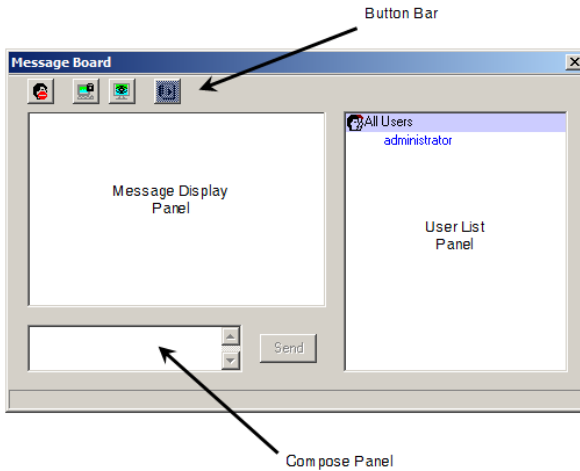 Button Bar
Message Board
All Users
administrator
Message Display
Panel
User List
Panel
Send
Compose Panel